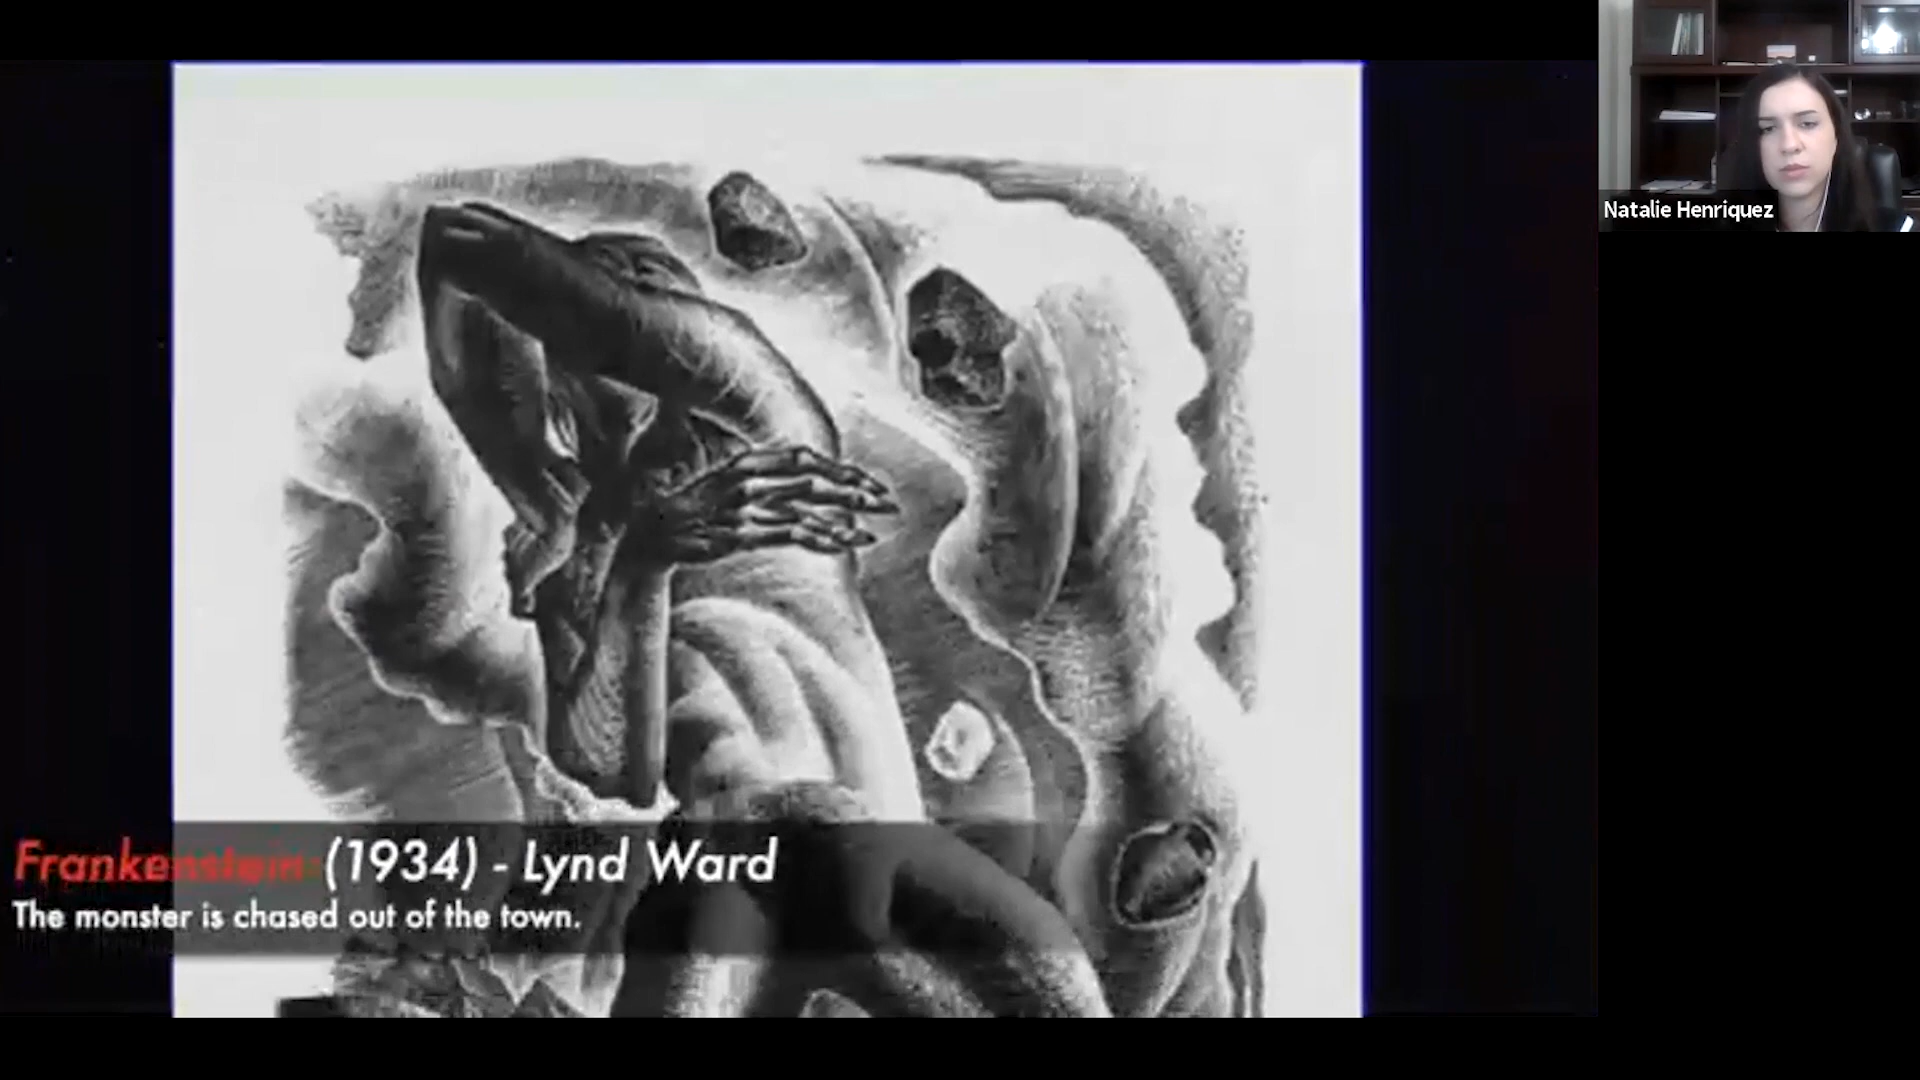 Natalie Henriquez
Frankenstein (1934) - Lynd Ward
The monster is chased out of the town.